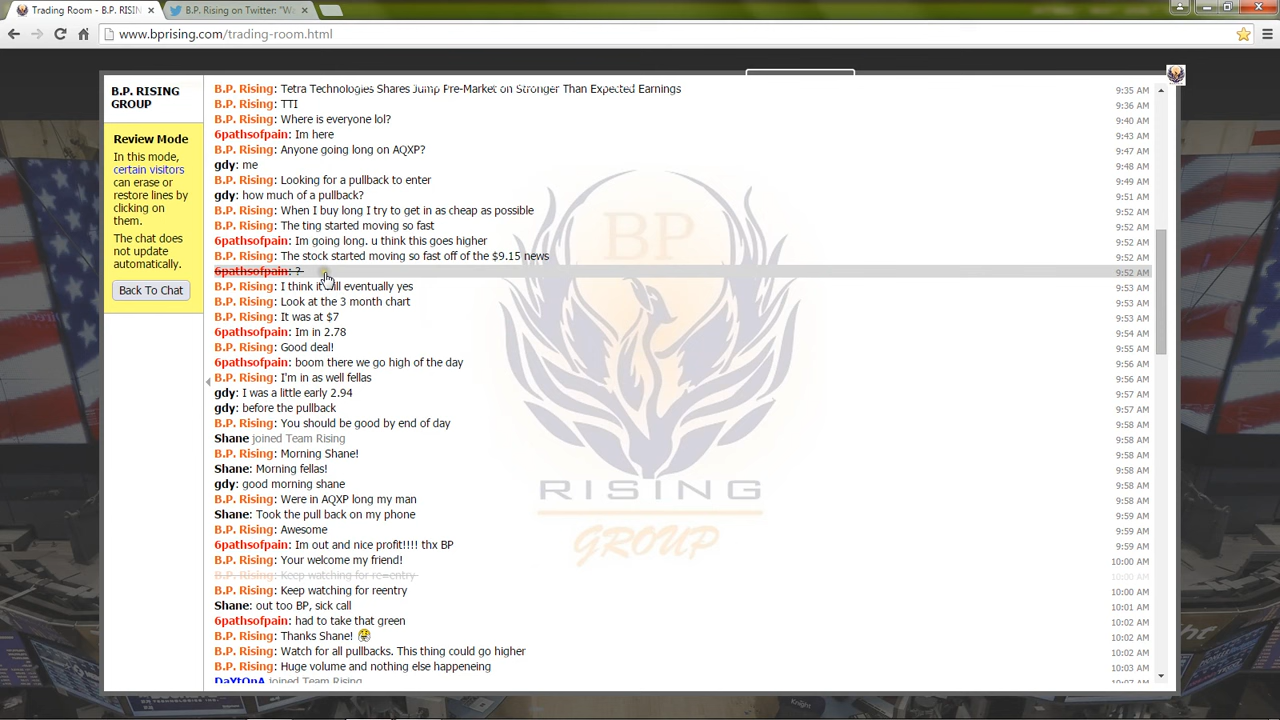 Trading Room - B.P. RISIN
B.P. Rising on Twitter: "Wa
www.bprising.com/trading-room.html
B.P. RISING
GROUP
Review Mode
In this mode,
certain visitors
can erase or
restore lines by
clicking on
them.
The chat does
not update
automatically.
Back To Chat
B.P. Rising: Tetra Technologies Shares Jump Pre-Market on Stronger Than Expected Earnings 9:35 AM
B.P. Rising: TTI 9:36 AM
B.P. Rising: Where is everyone lol? 9:40 AM
6pathsofpain: Im here 9:43 AM
B.P. Rising: Anyone going long on AQXP? 9:47 AM
gdy: me 9:48 AM
B.P. Rising: Looking for a pullback to enter 9:49 AM
gdy: how much of a pullback? 9:51 AM
B.P. Rising: When I buy long I try to get in as cheap as possible 9:52 AM
B.P. Rising: The ting started moving so fast 9:52 AM
6pathsofpain: Im going long. u think this goes higher 9:52 AM
B.P. Rising: The stock started moving so fast off of the $9.15 news 9:52 AM
6pathsofpain: ? 9:52 AM
B.P. Rising: I think it will eventually yes 9:53 AM
B.P. Rising: Look at the 3 month chart 9:53 AM
B.P. Rising: It was at $7 9:53 AM
6pathsofpain: Im in 2.78 9:54 AM
B.P. Rising: Good deal! 9:55 AM
6pathsofpain: boom there we go high of the day 9:56 AM
B.P. Rising: I'm in as well fellas 9:56 AM
gdy: I was a little early 2.94 9:57 AM
gdy: before the pullback 9:57 AM
B.P. Rising: You should be good by end of day 9:58 AM
Shane joined Team Rising 9:58 AM
B.P. Rising: Morning Shane! 9:58 AM
Shane: Morning fellas! 9:58 AM
gdy: good morning shane 9:58 AM
B.P. Rising: Were in AQXP long my man 9:58 AM
Shane: Took the pull back on my phone 9:59 AM
B.P. Rising: Awesome 9:59 AM
6pathsofpain: Im out and nice profit!!!! thx BP 9:59 AM
B.P. Rising: Your welcome my friend! 10:00 AM
B.P. Rising: Keep watching for re=entry 10:00 AM
B.P. Rising: Keep watching for reentry 10:00 AM
Shane: out too BP, sick call 10:01 AM
6pathsofpain: had to take that green 10:02 AM
B.P. Rising: Thanks Shane! 10:02 AM
B.P. Rising: Watch for all pullbacks. This thing could go higher 10:02 AM
B.P. Rising: Huge volume and nothing else happeneing 10:03 AM
DaYtOnA joined Team Rising 10:07 AM
BP
RISING
GROUP